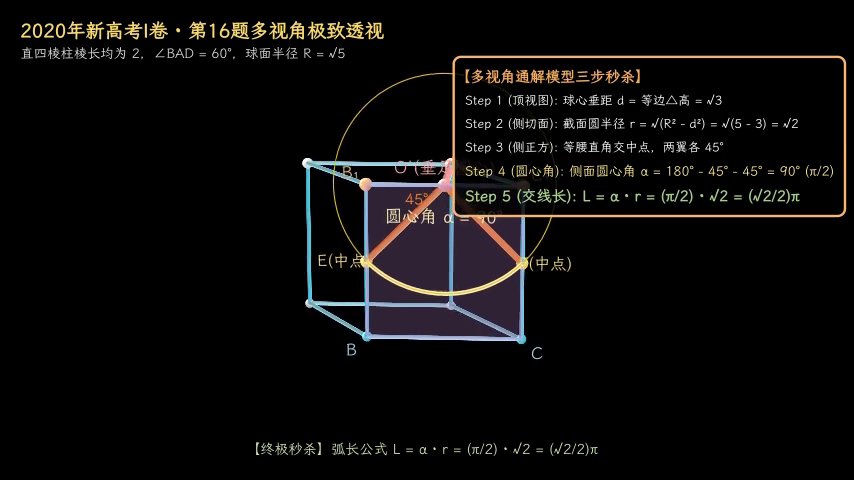 2020年新高考I卷·第16题多视角极致透视
直四棱柱棱长均为 2, ∠BAD = 60°, 球面半径 R = √5
【多视角通解模型三步秒杀】
Step 1 (顶视图): 球心垂距 d = 等边△高 = √3
Step 2 (侧切面): 截面圆半径 r = √(R² - d²) = √(5 - 3) = √2
Step 3 (侧正方): 等腰直角交中点, 两翼各 45°
Step 4 (圆心角): 侧面圆心角 α = 180° - 45° - 45° = 90° (π/2)
Step 5 (交线长): L = α·r = (π/2)·√2 = (√2/2)π
B₁
O'(垂足
45°
圆心角 α = 90°
E(中点
(中点)
B
C
【终极秒杀】弧长公式 L = α·r = (π/2)·√2 = (√2/2)π